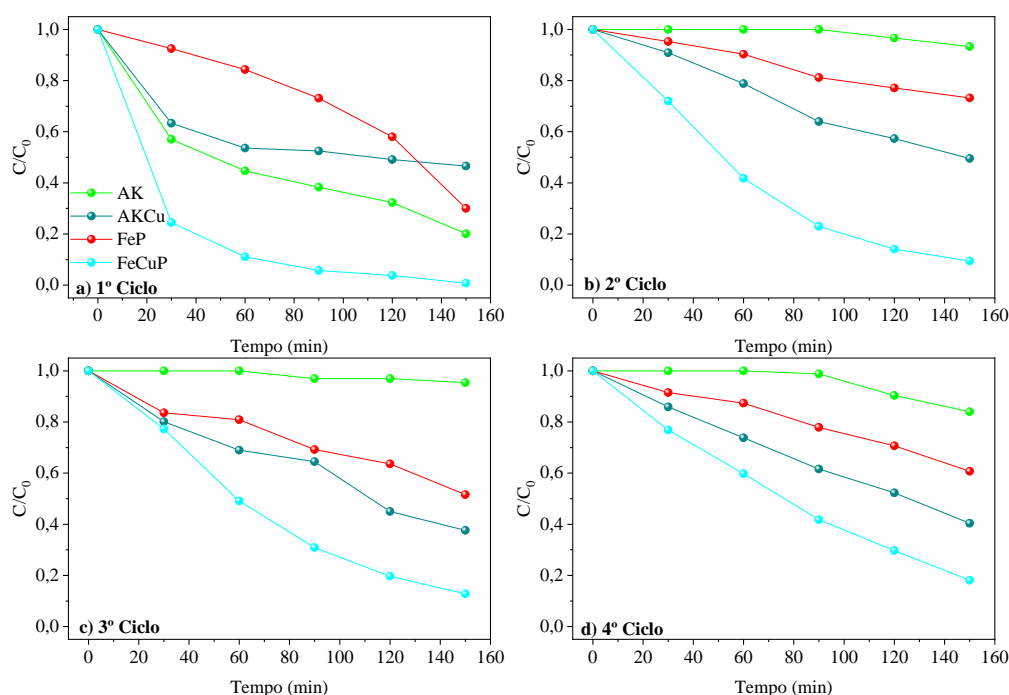 1,0
0,8
0,6
0,4
0,2
0,0
C/C0
AK
AKCu
FeP
FeCuP
a) 1º Ciclo
0 20 40 60 80 100 120 140 160
Tempo (min)
1,0
0,8
0,6
0,4
0,2
0,0
C/C0
b) 2º Ciclo
0 20 40 60 80 100 120 140 160
Tempo (min)
1,0
0,8
0,6
0,4
0,2
0,0
C/C0
c) 3º Ciclo
0 20 40 60 80 100 120 140 160
Tempo (min)
1,0
0,8
0,6
0,4
0,2
0,0
C/C0
d) 4º Ciclo
0 20 40 60 80 100 120 140 160
Tempo (min)